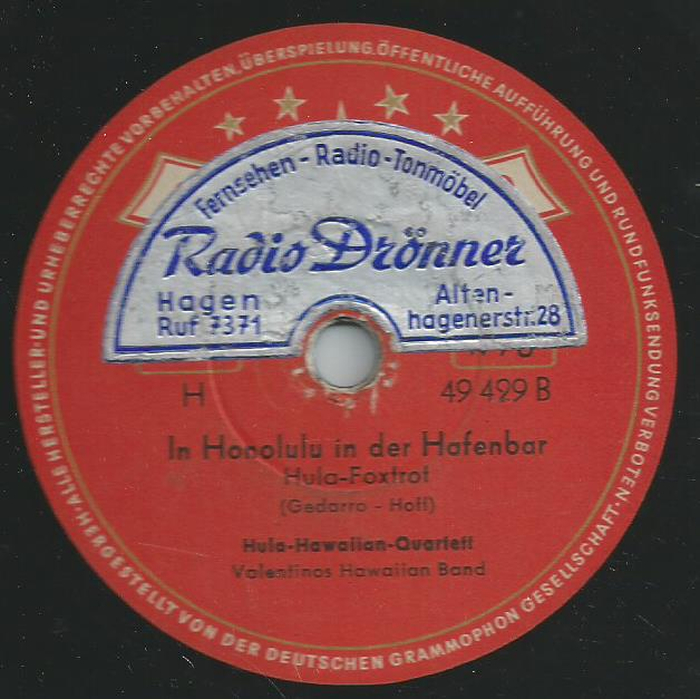 ALLE HERSTELLER- UND URHEBERRECHTE VORBEHALTEN, ÜBERSPIELUNG, ÖFFENTLICHE AUFFÜHRUNG UND RUNDFUNKSENDUNG VERBOTEN · HERGESTELLT VON DER DEUTSCHEN GRAMMOPHON GESELLSCHAFT ·
Fernsehen - Radio - Tonmöbel
Radio Drönner
Hagen
Ruf 7371
Alten-
hagenerstr. 28
H
49 429 B
In Honolulu in der Hafenbar
Hula-Foxtrot
(Gedarro - Hoff)
Hula-Hawaiian-Quartett
Valentinos Hawaiian Band